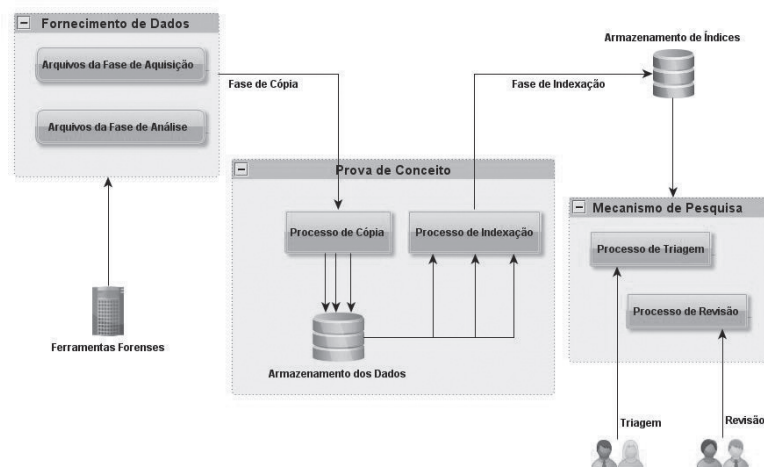 Fornecimento de Dados
Arquivos da Fase de Aquisição
Arquivos da Fase de Análise
Ferramentas Forenses
Fase de Cópia
Prova de Conceito
Processo de Cópia
Processo de Indexação
Armazenamento dos Dados
Fase de Indexação
Armazenamento de Índices
Mecanismo de Pesquisa
Processo de Triagem
Processo de Revisão
Triagem
Revisão